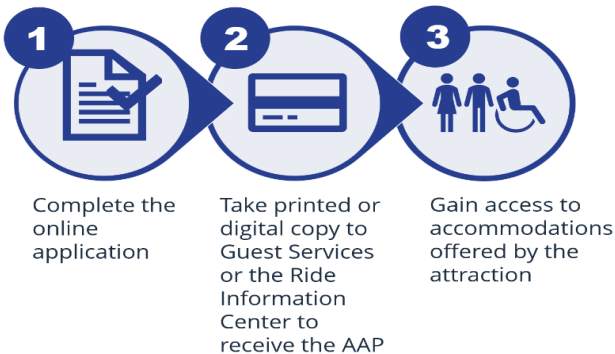 1
Complete the
online
application
2
Take printed or
digital copy to
Guest Services
or the Ride
Information
Center to
receive the AAP
3
Gain access to
accommodations
offered by the
attraction